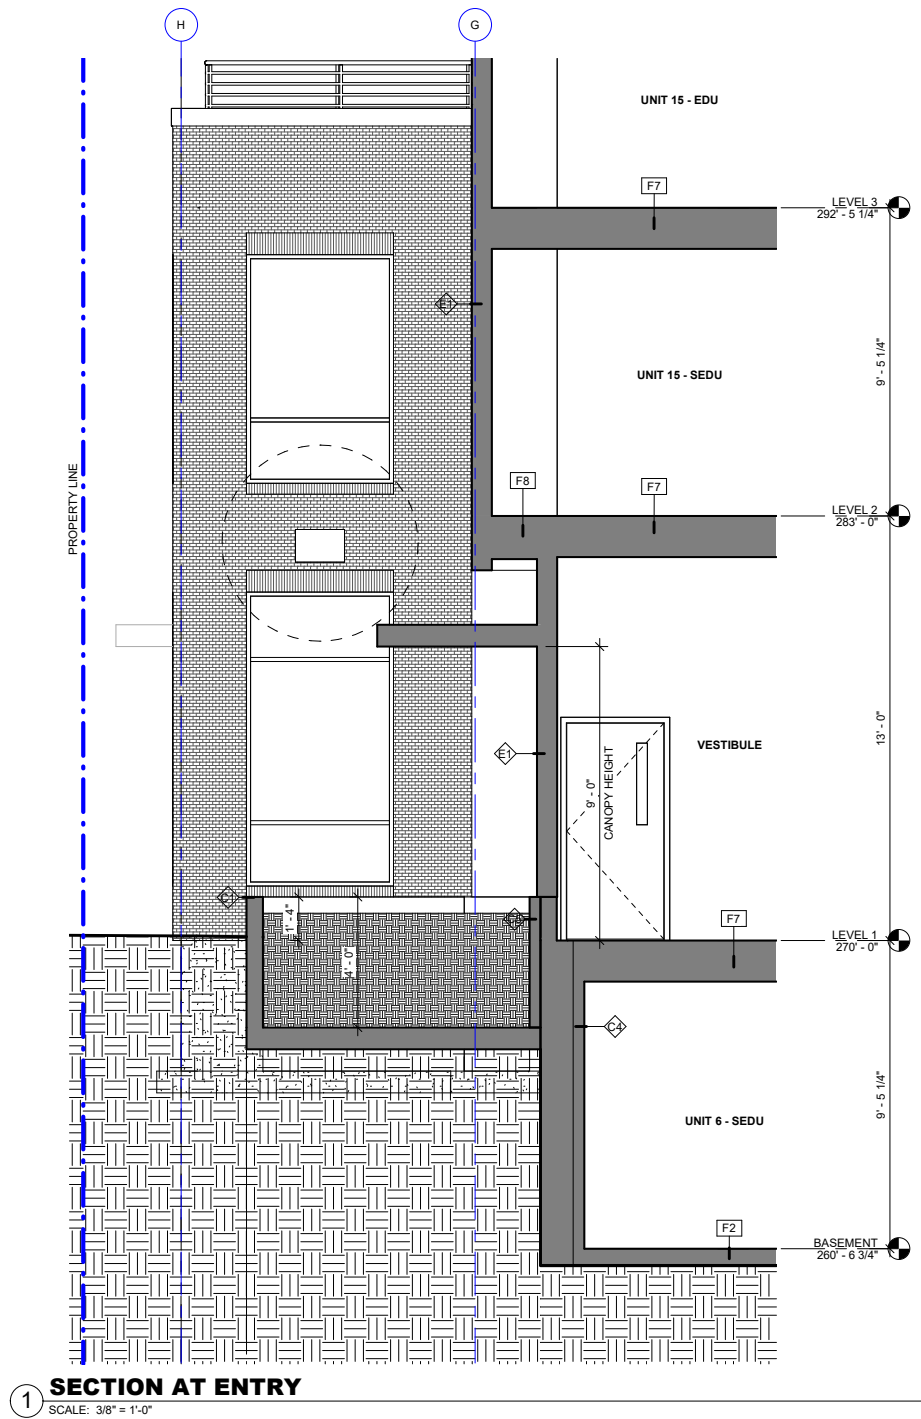 H
G
UNIT 15 - EDU
F7
LEVEL 3
292' - 5 1/4"
E1
9' - 5 1/4"
UNIT 15 - SEDU
PROPERTY LINE
F8
F7
LEVEL 2
283' - 0"
E1
VESTIBULE
13' - 0"
9' - 0"
CANOPY HEIGHT
1' - 4"
4' - 0"
F7
LEVEL 1
270' - 0"
C4
9' - 5 1/4"
UNIT 6 - SEDU
F2
BASEMENT
260' - 6 3/4"
1
SECTION AT ENTRY
SCALE: 3/8" = 1'-0"